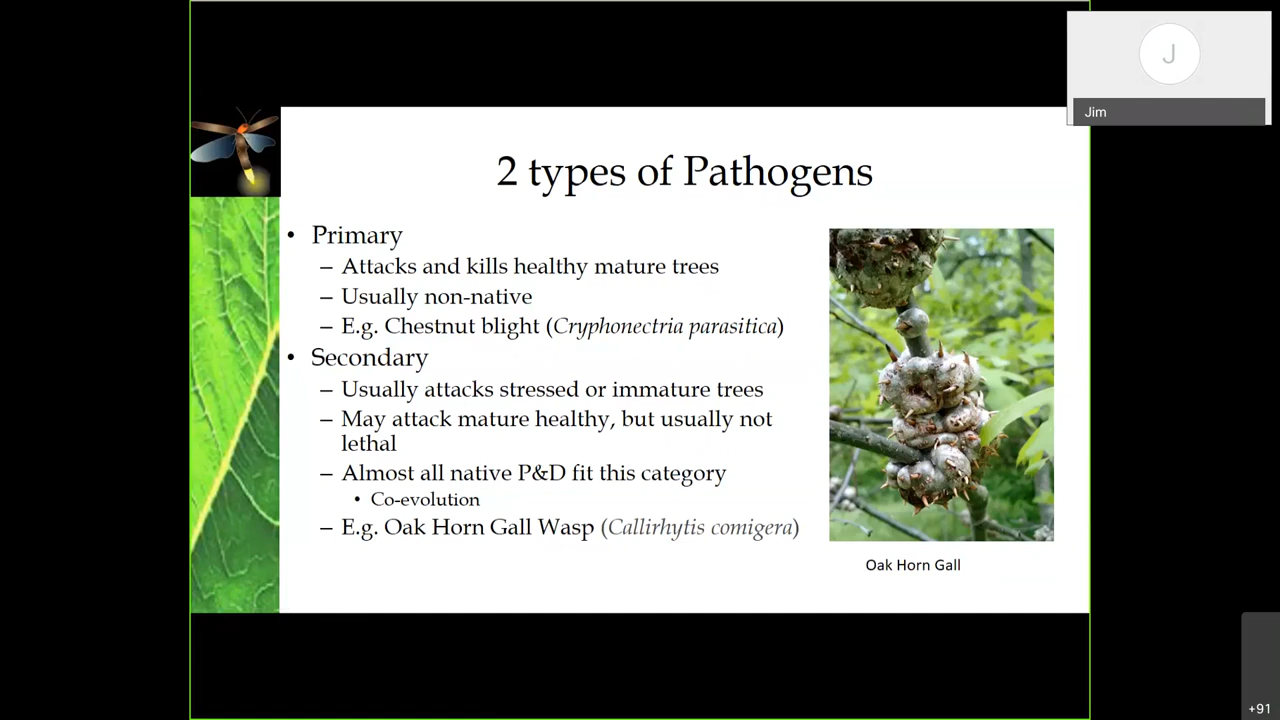 J
Jim
2 types of Pathogens
• Primary
– Attacks and kills healthy mature trees
– Usually non-native
– E.g. Chestnut blight (Cryphonectria parasitica)
• Secondary
– Usually attacks stressed or immature trees
– May attack mature healthy, but usually not
lethal
– Almost all native P&D fit this category
• Co-evolution
– E.g. Oak Horn Gall Wasp (Callirhytis comigera)
Oak Horn Gall
+91